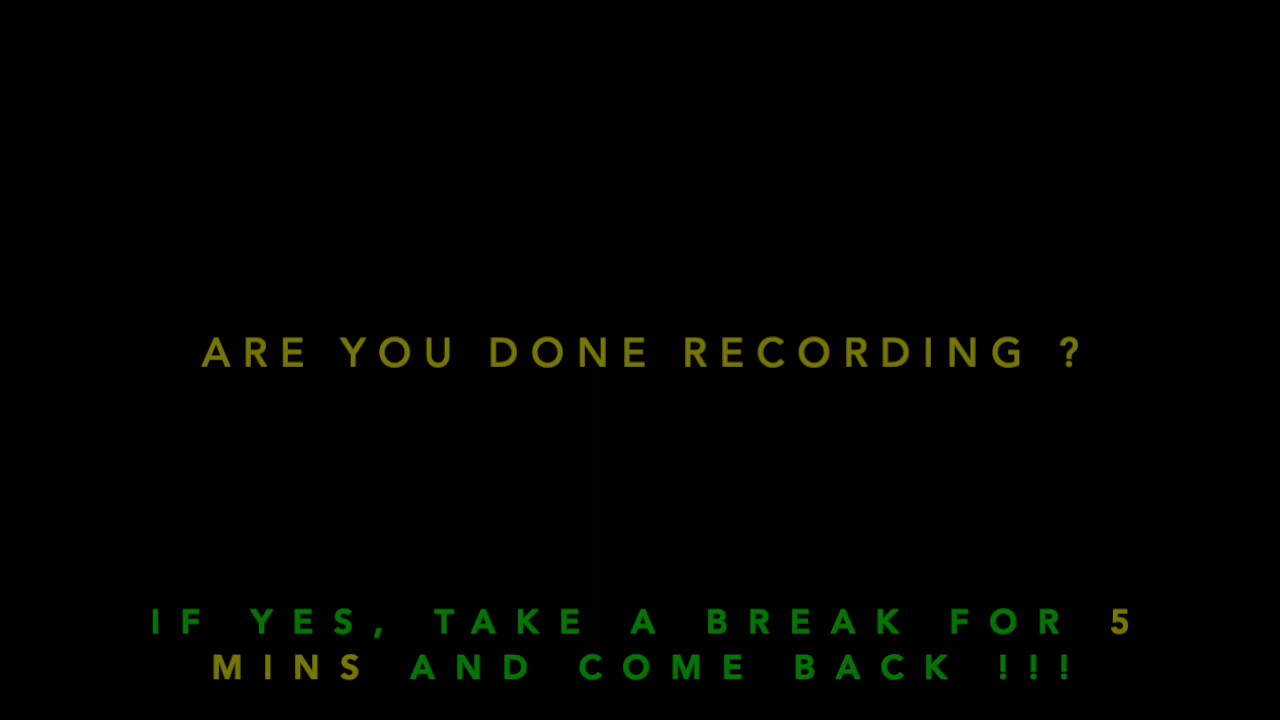 ARE YOU DONE RECORDING ?
IF YES, TAKE A BREAK FOR 5
MINS AND COME BACK !!!